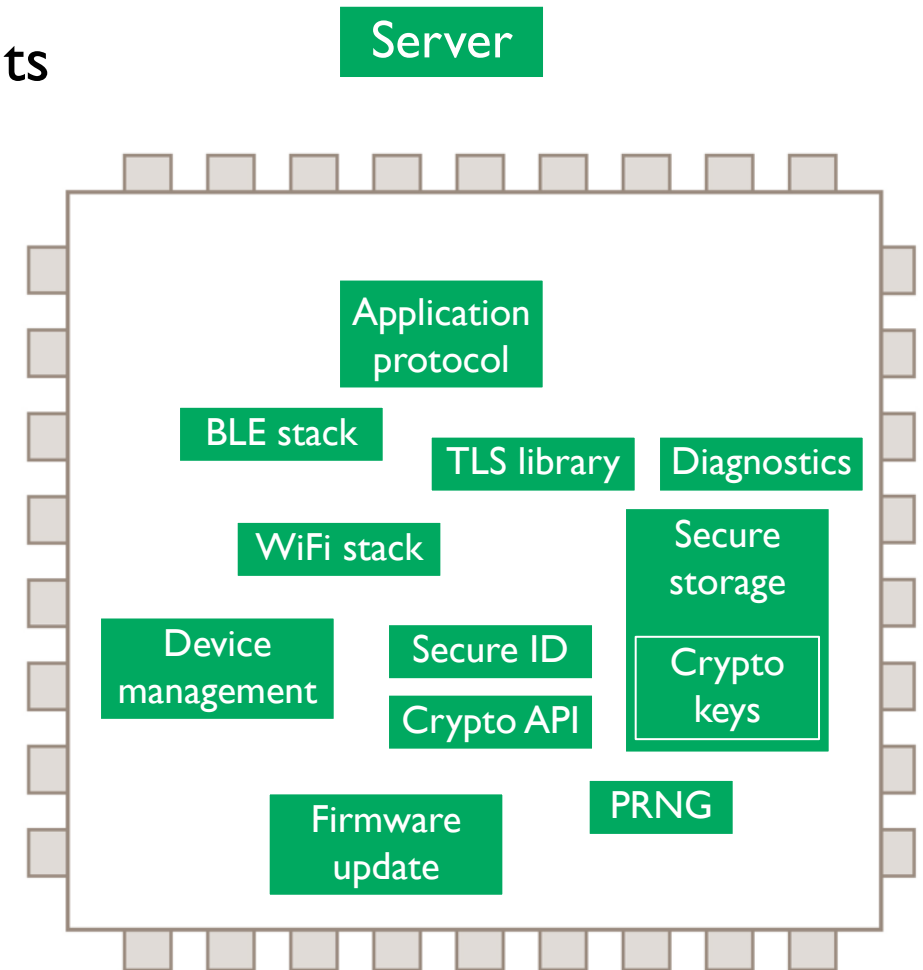 ts
Server
Application
protocol
BLE stack
TLS library
Diagnostics
WiFi stack
Secure
storage
Device
management
Secure ID
Crypto
keys
Crypto API
PRNG
Firmware
update